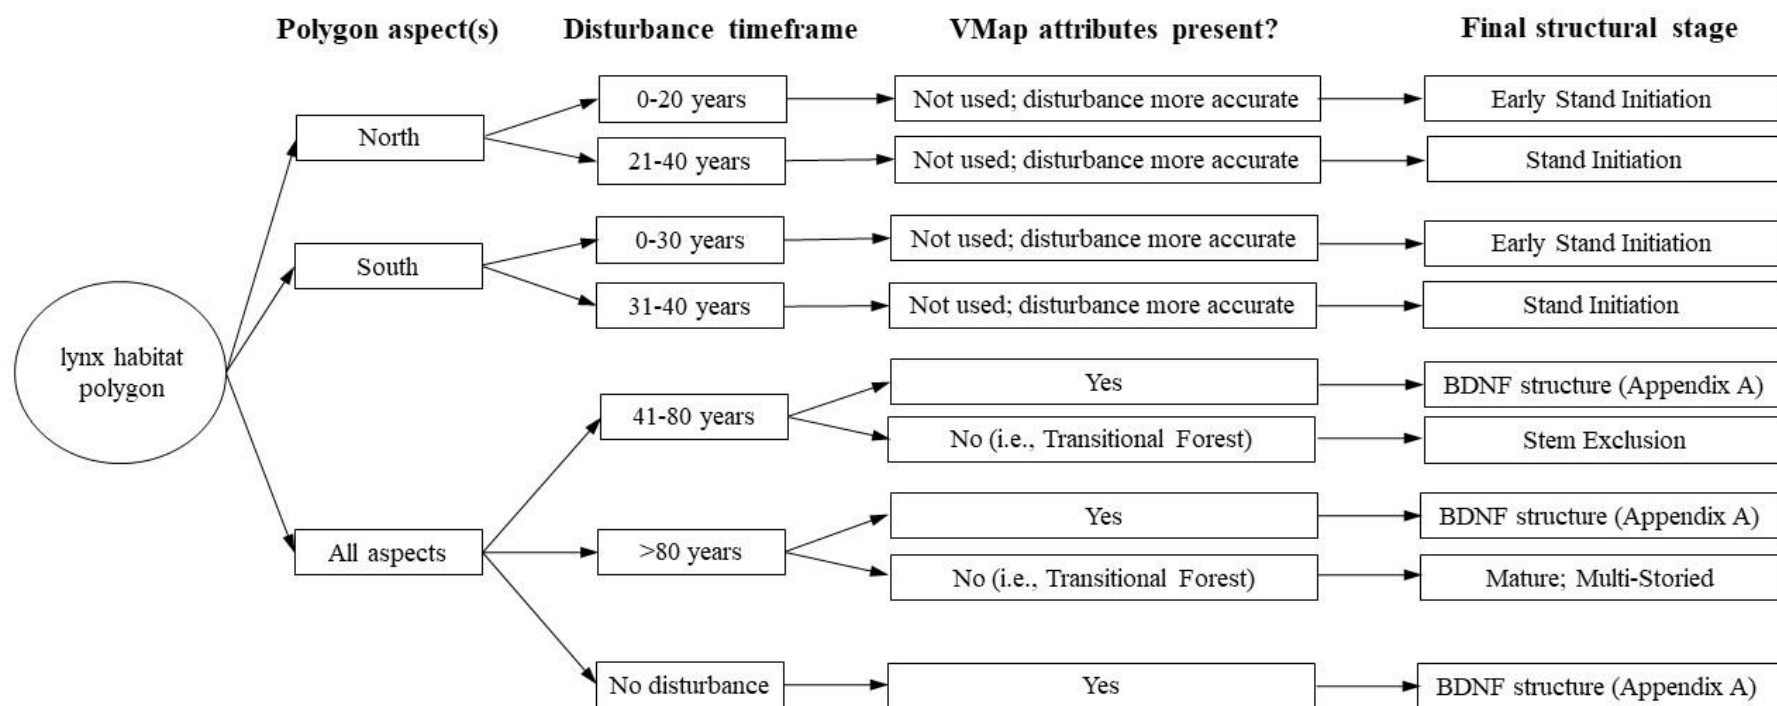 Polygon aspect(s) Disturbance timeframe VMap attributes present? Final structural stage
0-20 years Not used; disturbance more accurate Early Stand Initiation
North
21-40 years Not used; disturbance more accurate Stand Initiation
0-30 years Not used; disturbance more accurate Early Stand Initiation
South
31-40 years Not used; disturbance more accurate Stand Initiation
lynx habitat
polygon
Yes BDNF structure (Appendix A)
41-80 years
No (i.e., Transitional Forest) Stem Exclusion
Yes BDNF structure (Appendix A)
All aspects >80 years
No (i.e., Transitional Forest) Mature; Multi-Storied
No disturbance Yes BDNF structure (Appendix A)